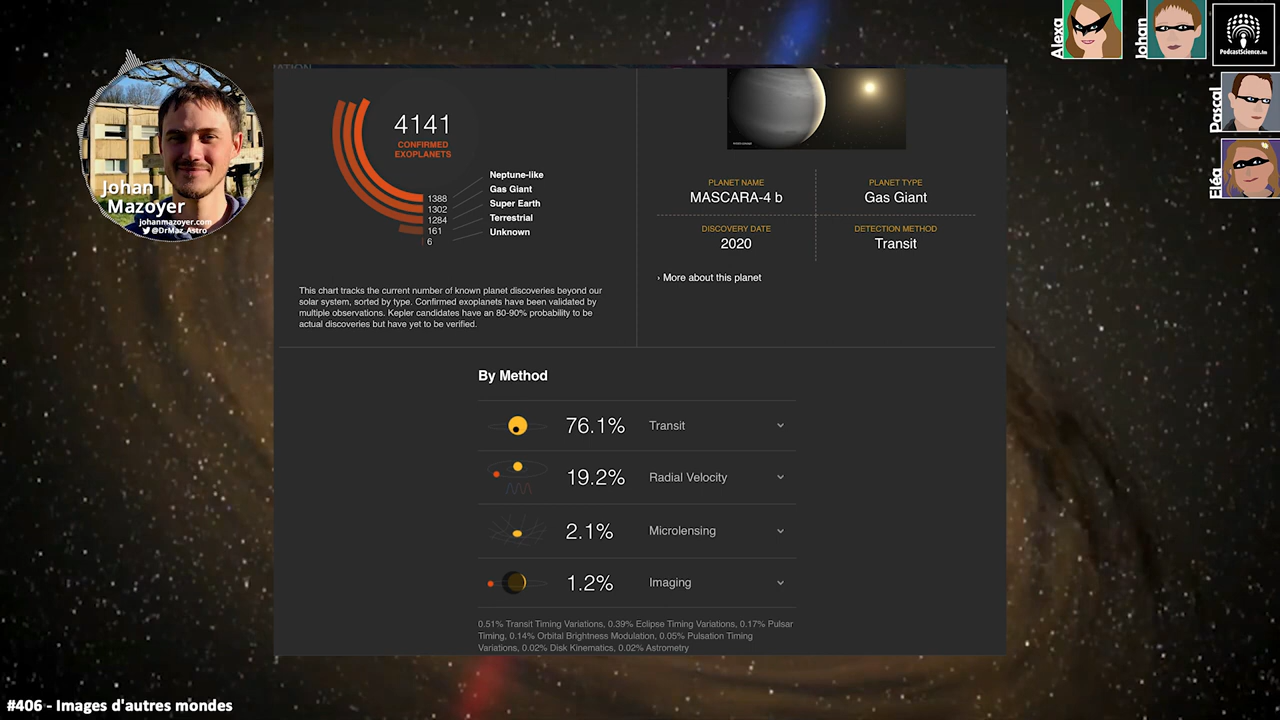 Alexa
Johan
PodcastScience.fm
Pascal
Eléa
Johan
Mazoyer
johanmazoyer.com
@DrMaz_Astro
4141
CONFIRMED
EXOPLANETS
Neptune-like
Gas Giant
Super Earth
Terrestrial
Unknown
1388
1302
1284
161
6
This chart tracks the current number of known planet discoveries beyond our
solar system, sorted by type. Confirmed exoplanets have been validated by
multiple observations. Kepler candidates have an 80-90% probability to be
actual discoveries but have yet to be verified.
PLANET NAME
MASCARA-4 b
PLANET TYPE
Gas Giant
DISCOVERY DATE
2020
DETECTION METHOD
Transit
› More about this planet
By Method
76.1% Transit
19.2% Radial Velocity
2.1% Microlensing
1.2% Imaging
0.51% Transit Timing Variations, 0.39% Eclipse Timing Variations, 0.17% Pulsar
Timing, 0.14% Orbital Brightness Modulation, 0.05% Pulsation Timing
Variations, 0.02% Disk Kinematics, 0.02% Astrometry
#406 - Images d'autres mondes